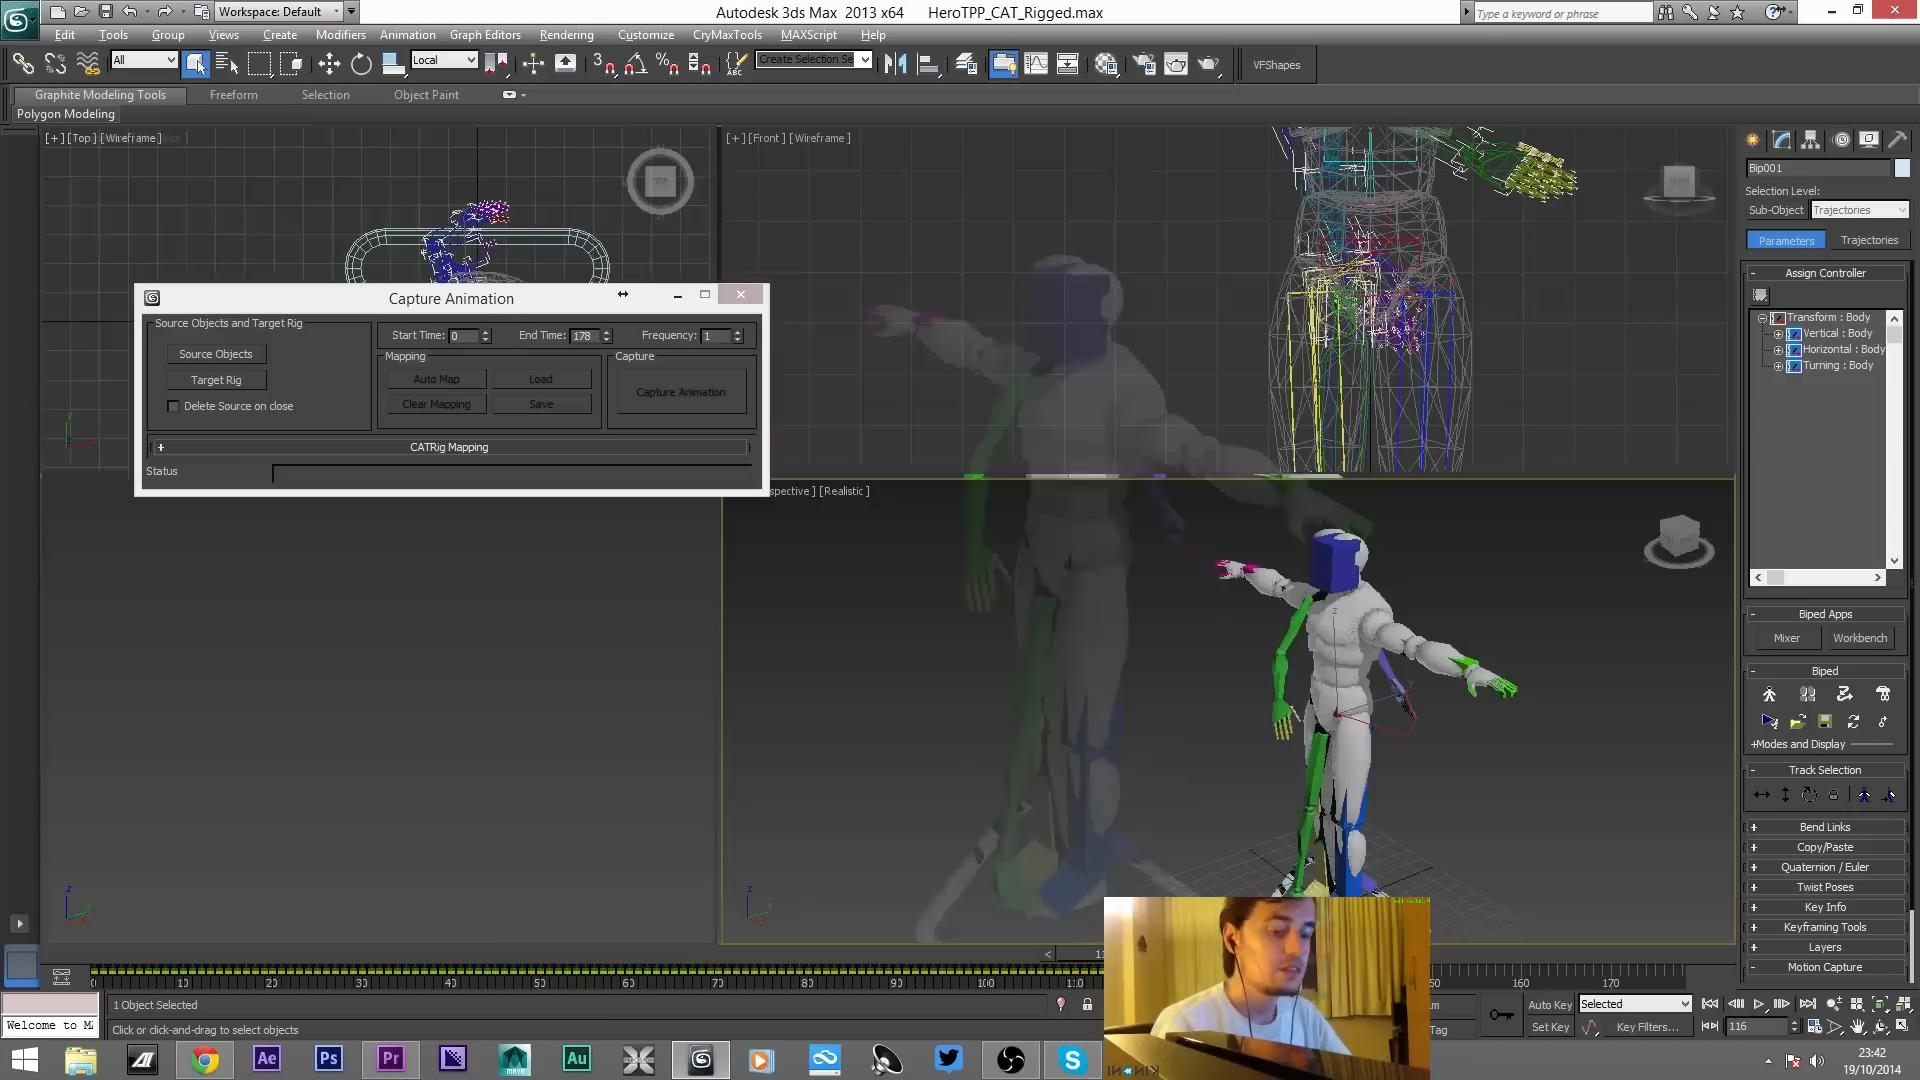 Workspace: Default
Autodesk 3ds Max 2013 x64 HeroTPP_CAT_Rigged.max
Type a keyword or phrase
Edit Tools Group Views Create Modifiers Animation Graph Editors Rendering Customize CryMaxTools MAXScript Help
All
Local
3
ABC
Create Selection Se
VFShapes
Graphite Modeling Tools Freeform Selection Object Paint
Polygon Modeling
[+][Top][Wireframe]
[+][Front][Wireframe]
Capture Animation
Source Objects and Target Rig
Source Objects
Target Rig
Delete Source on close
Start Time: 0 End Time: 178 Frequency: 1
Mapping
Auto Map Load
Clear Mapping Save
Capture
Capture Animation
+ CATRig Mapping
Status
spective ] [Realistic ]
Bip001
Selection Level:
Sub-Object Trajectories
Parameters Trajectories
- Assign Controller
Transform : Body
Vertical : Body
Horizontal : Body
Turning : Body
- Biped Apps
Mixer Workbench
- Biped
+Modes and Display
- Track Selection
+ Bend Links
+ Copy/Paste
+ Quaternion / Euler
+ Twist Poses
+ Key Info
+ Keyframing Tools
+ Layers
- Motion Capture
0 10 20 30 40 50 60 70 80 90 100 110 50 160 170
1 Object Selected
Welcome to M
Click or click-and-drag to select objects
Tag
Auto Key Selected
Set Key Key Filters... 116
Ae Ps Pr MAYA Au
23:42
19/10/2014